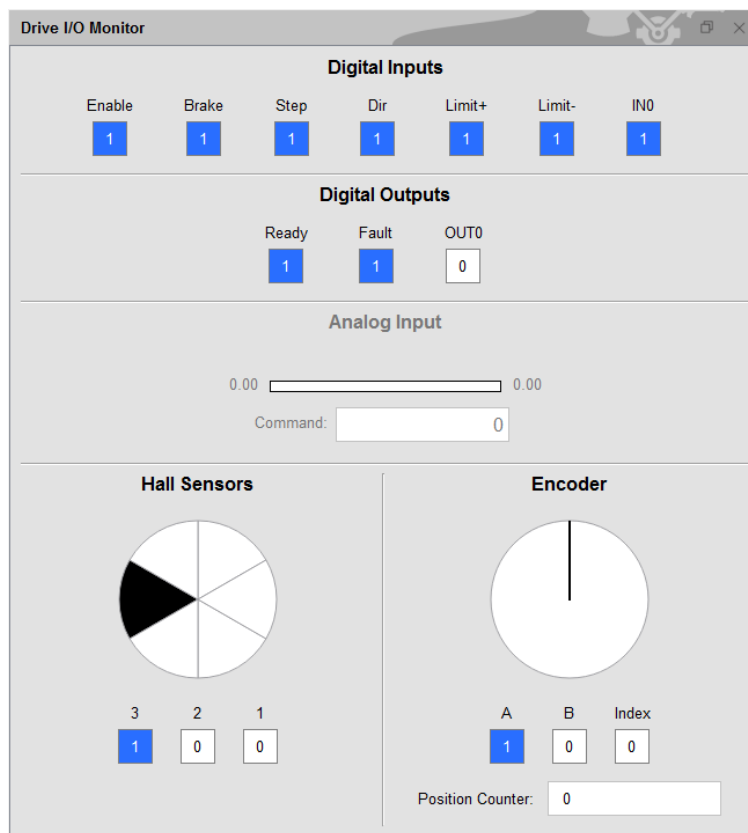 Drive I/O Monitor
Digital Inputs
Enable Brake Step Dir Limit+ Limit- IN0
1 1 1 1 1 1 1
Digital Outputs
Ready Fault OUT0
1 1 0
Analog Input
0.00 0.00
Command: 0
Hall Sensors
3 2 1
1 0 0
Encoder
A B Index
1 0 0
Position Counter: 0